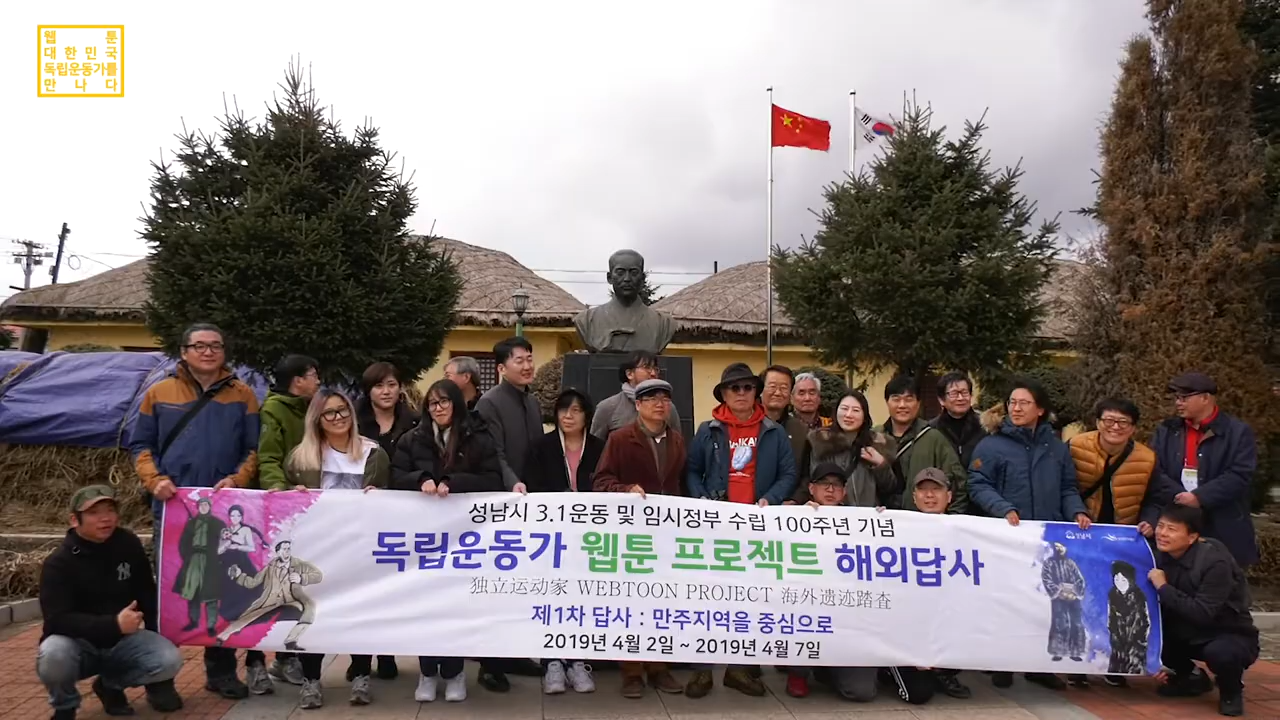 웹툰
대한민국
독립운동가를
만나다
성남시 3.1운동 및 임시정부 수립 100주년 기념
독립운동가 웹툰 프로젝트 해외답사
独立运动家 WEBTOON PROJECT 海外遗迹踏查
제1차 답사 : 만주지역을 중심으로
2019년 4월 2일 ~ 2019년 4월 7일
성남시